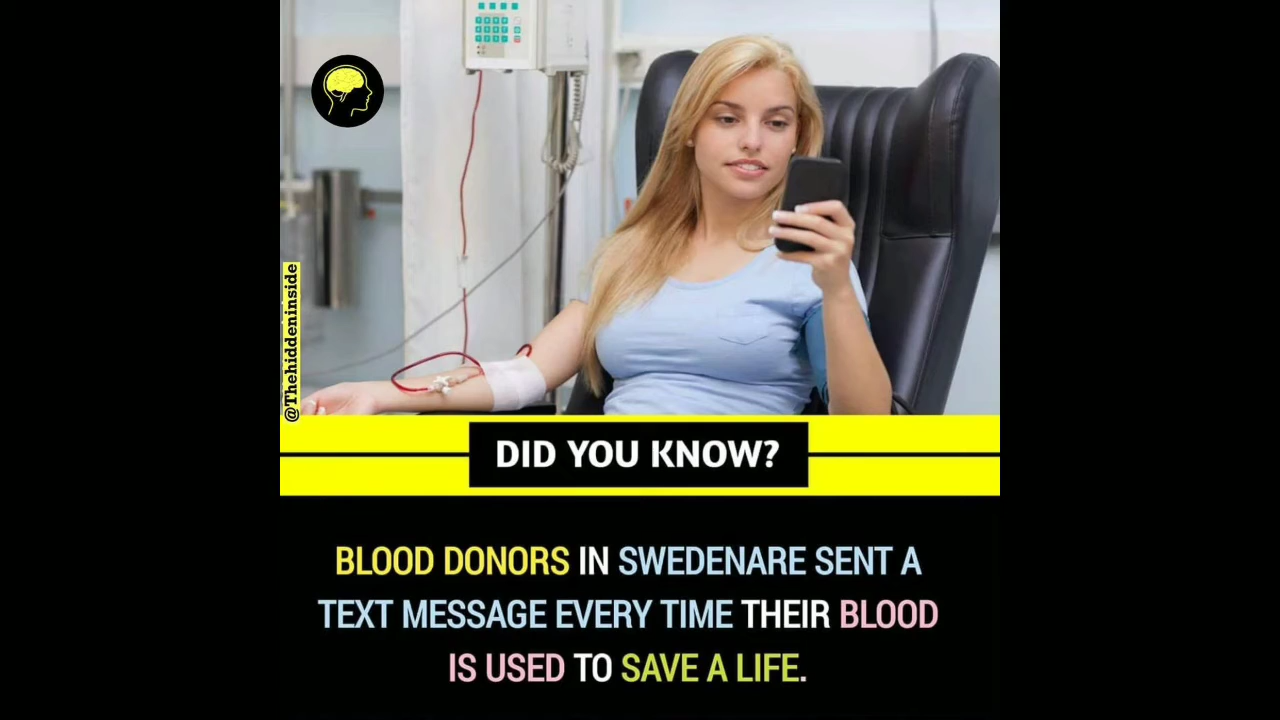 @Thehiddeninside
DID YOU KNOW?
BLOOD DONORS IN SWEDENARE SENT A
TEXT MESSAGE EVERY TIME THEIR BLOOD
IS USED TO SAVE A LIFE.